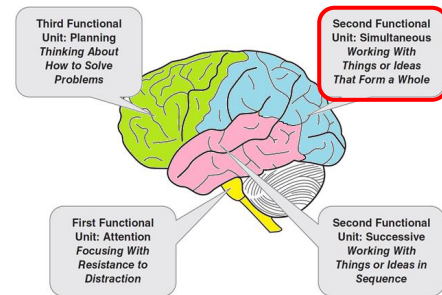 Third Functional
Unit: Planning
Thinking About
How to Solve
Problems
Second Functional
Unit: Simultaneous
Working With
Things or Ideas
That Form a Whole
First Functional
Unit: Attention
Focusing With
Resistance to
Distraction
Second Functional
Unit: Successive
Working With
Things or Ideas in
Sequence